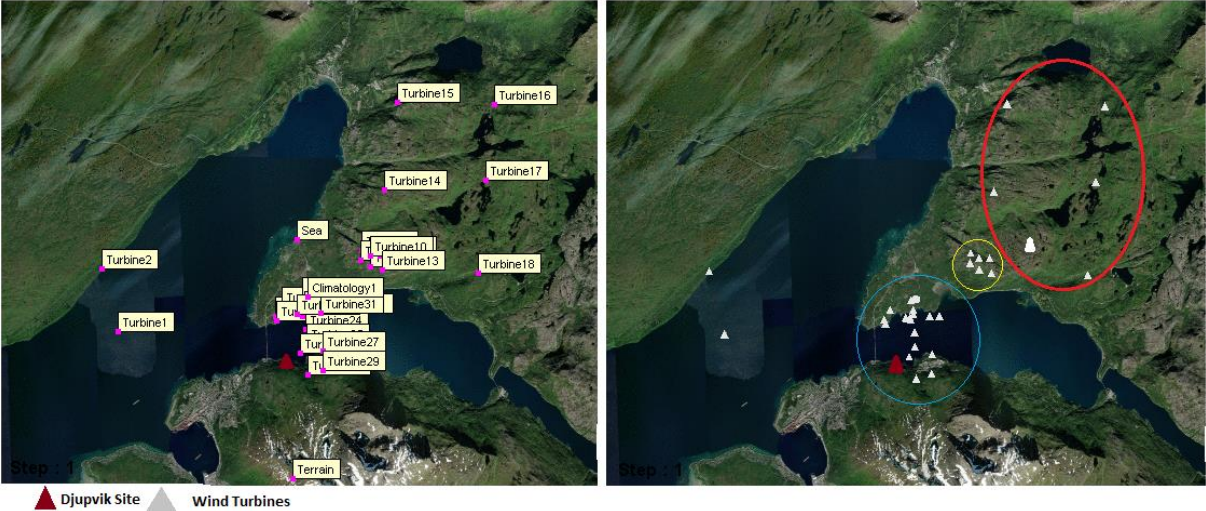 Turbine15
Turbine16
Turbine17
Turbine14
Sea
Turbine10
Turbine13
Turbine2
Turbine18
Climatology1
Turbine31
Turbine1
Turbine24
Turbine27
Turbine29
Terrain
Step : 1
Step : 1
Djupvik Site
Wind Turbines